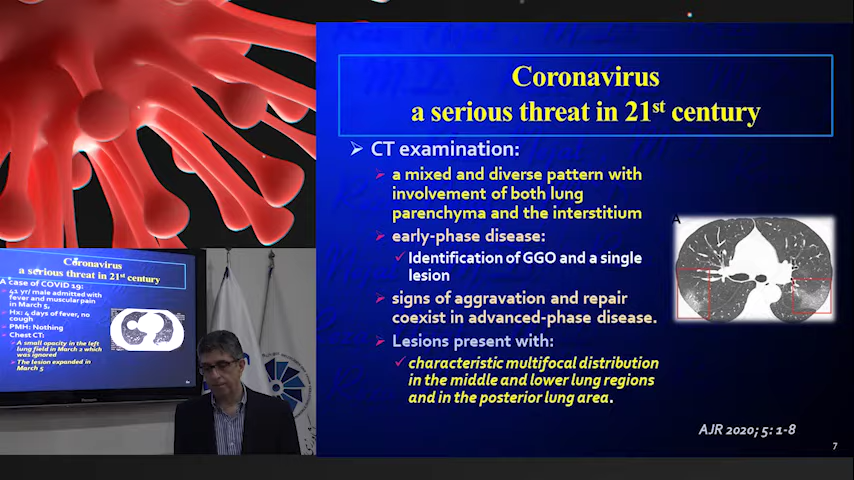 Coronavirus
a serious threat in 21st century
CT examination:
a mixed and diverse pattern with
involvement of both lung
parenchyma and the interstitium
early-phase disease:
Identification of GGO and a single
lesion
signs of aggravation and repair
coexist in advanced-phase disease.
Lesions present with:
characteristic multifocal distribution
in the middle and lower lung regions
and in the posterior lung area.
A
AJR 2020; 5: 1-8
7
Coronavirus
a serious threat in 21st century
A case of COVID 19:
41 yr/ male admitted with
fever and muscular pain
in March 5,
Hx: 4 days of fever, no
cough
PMH: Nothing
Chest CT:
A small opacity in the left
lung field in March 2 which
was ignored
The lesion expanded in
March 5